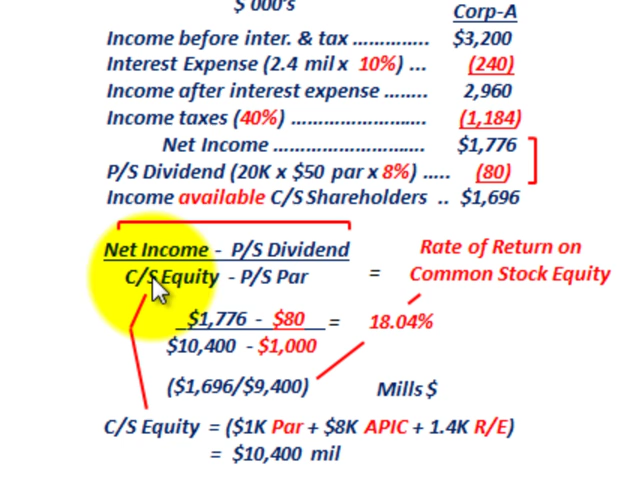 $ 000's
Corp-A
Income before inter. & tax .............. $3,200
Interest Expense (2.4 mil x 10%) ... (240)
Income after interest expense ........ 2,960
Income taxes (40%) ......................... (1,184)
Net Income ............................ $1,776
P/S Dividend (20K x $50 par x 8%) ..... (80)
Income available C/S Shareholders .. $1,696
Net Income - P/S Dividend
C/S Equity - P/S Par
= Rate of Return on
Common Stock Equity
$1,776 - $80 = 18.04%
$10,400 - $1,000
($1,696/$9,400) Mills $
C/S Equity = ($1K Par + $8K APIC + 1.4K R/E)
= $10,400 mil